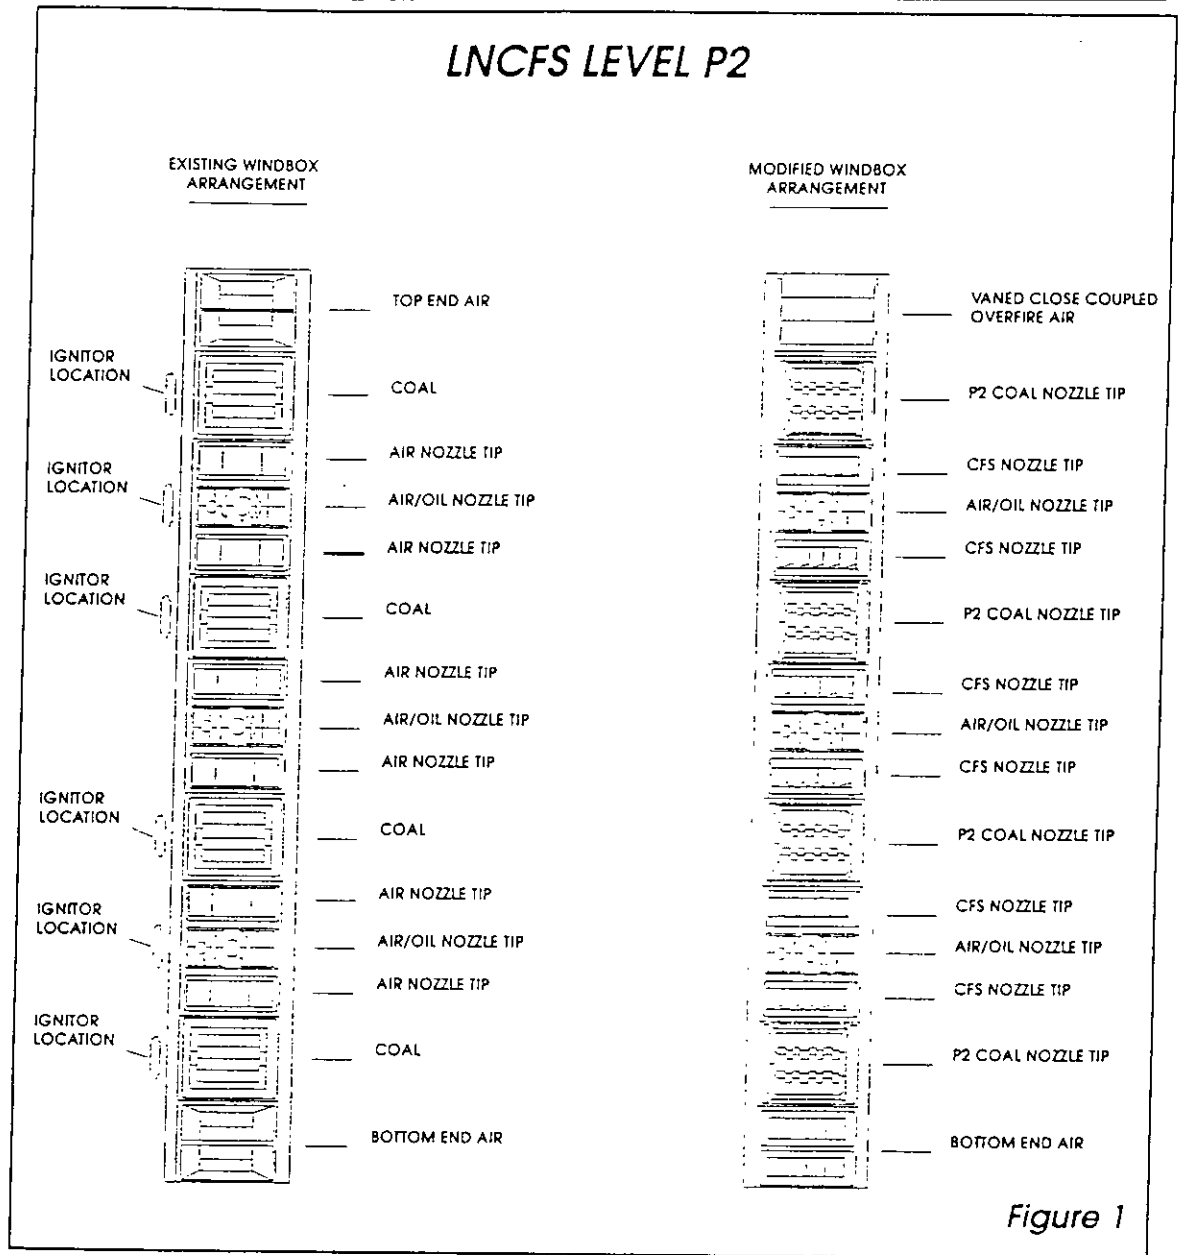 LNCFS LEVEL P2
EXISTING WINDBOX
ARRANGEMENT
TOP END AIR
IGNITOR
LOCATION
COAL
AIR NOZZLE TIP
IGNITOR
LOCATION
AIR/OIL NOZZLE TIP
AIR NOZZLE TIP
IGNITOR
LOCATION
COAL
AIR NOZZLE TIP
AIR/OIL NOZZLE TIP
AIR NOZZLE TIP
IGNITOR
LOCATION
COAL
AIR NOZZLE TIP
IGNITOR
LOCATION
AIR/OIL NOZZLE TIP
AIR NOZZLE TIP
IGNITOR
LOCATION
COAL
BOTTOM END AIR
MODIFIED WINDBOX
ARRANGEMENT
VANED CLOSE COUPLED
OVERFIRE AIR
P2 COAL NOZZLE TIP
CFS NOZZLE TIP
AIR/OIL NOZZLE TIP
CFS NOZZLE TIP
P2 COAL NOZZLE TIP
CFS NOZZLE TIP
AIR/OIL NOZZLE TIP
CFS NOZZLE TIP
P2 COAL NOZZLE TIP
CFS NOZZLE TIP
AIR/OIL NOZZLE TIP
CFS NOZZLE TIP
P2 COAL NOZZLE TIP
BOTTOM END AIR
Figure 1